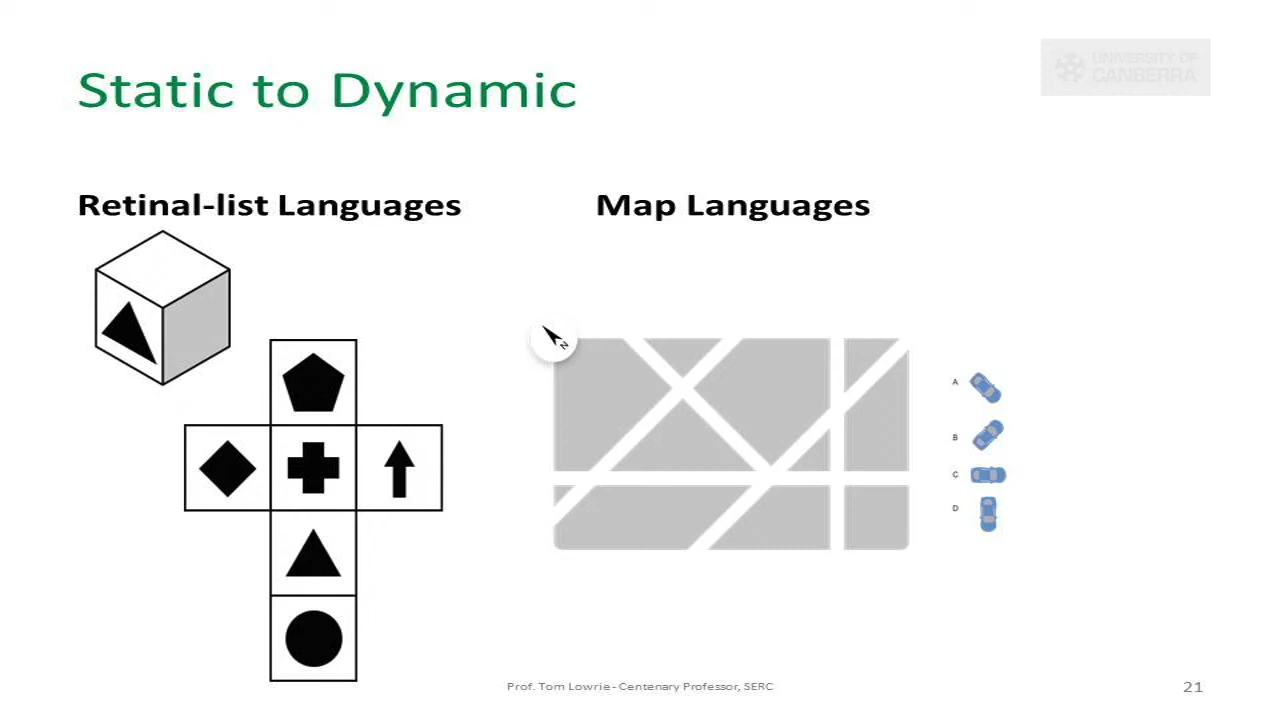 UNIVERSITY OF
CANBERRA
Static to Dynamic
Retinal-list Languages
Map Languages
N
A
B
C
D
Prof. Tom Lowrie - Centenary Professor, SERC
21